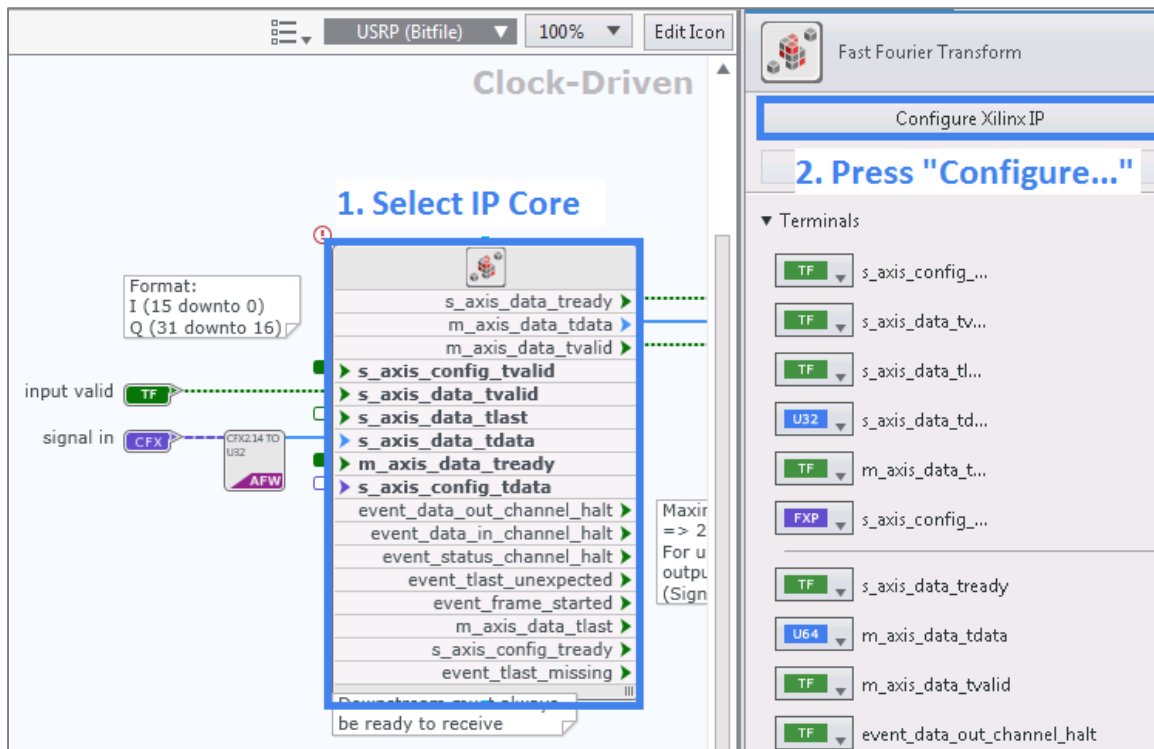 USRP (Bitfile)
100%
Edit Icon
Clock-Driven
1. Select IP Core
Format:
I (15 downto 0)
Q (31 downto 16)
s_axis_data_tready
m_axis_data_tdata
m_axis_data_tvalid
s_axis_config_tvalid
input valid
TF
s_axis_data_tvalid
s_axis_data_tlast
signal in
CFX
CFX2.14 TO
U32
AFW
s_axis_data_tdata
m_axis_data_tready
s_axis_config_tdata
event_data_out_channel_halt
event_data_in_channel_halt
event_status_channel_halt
event_tlast_unexpected
event_frame_started
m_axis_data_tlast
s_axis_config_tready
event_tlast_missing
=> 2
For u
outpu
(Sign
Downstream must always
be ready to receive
Fast Fourier Transform
Configure Xilinx IP
2. Press "Configure..."
Terminals
TF s_axis_config_...
TF s_axis_data_tv...
TF s_axis_data_tl...
U32 s_axis_data_td...
TF m_axis_data_t...
FXP s_axis_config_...
TF s_axis_data_tready
U64 m_axis_data_tdata
TF m_axis_data_tvalid
TF event_data_out_channel_halt